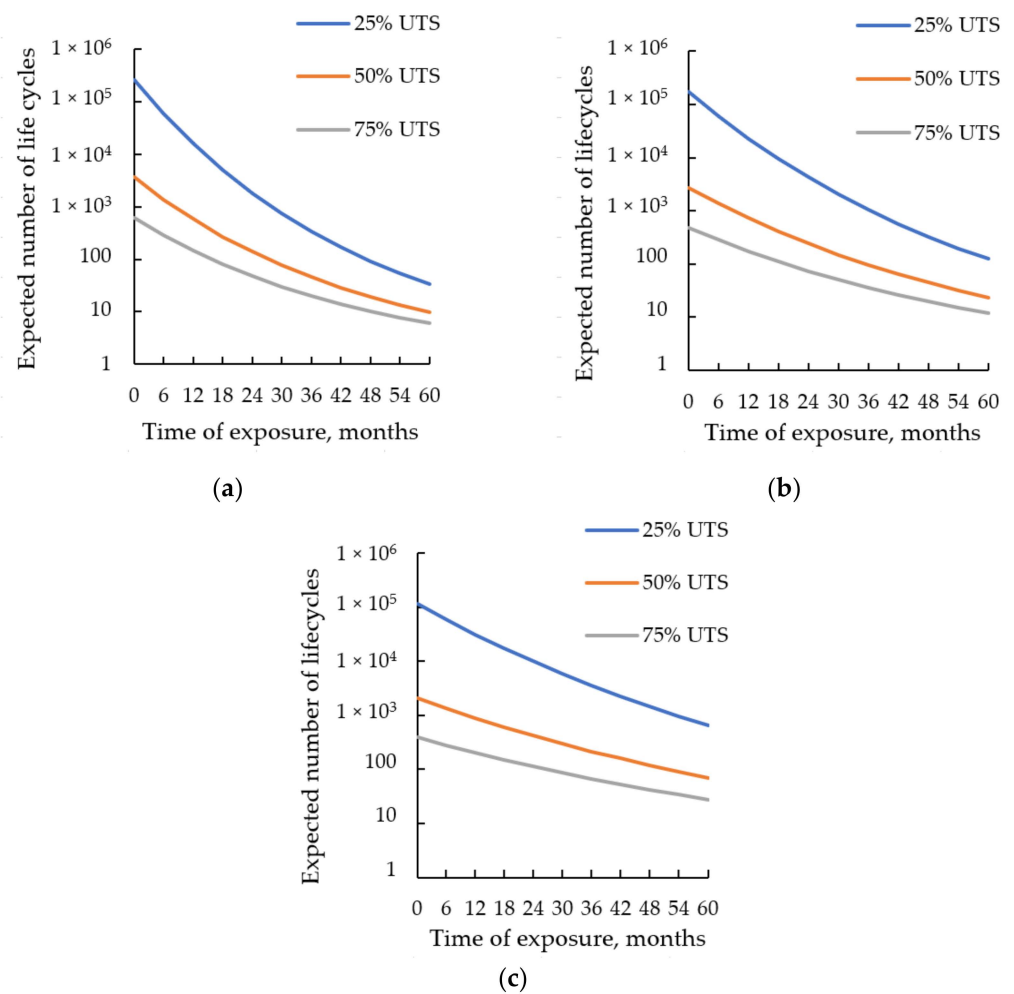 25% UTS
50% UTS
75% UTS
Expected number of life cycles
1 × 10⁶
1 × 10⁵
1 × 10⁴
1 × 10³
100
10
1
0 6 12 18 24 30 36 42 48 54 60
Time of exposure, months
(a)
25% UTS
50% UTS
75% UTS
Expected number of lifecycles
1 × 10⁶
1 × 10⁵
1 × 10⁴
1 × 10³
100
10
1
0 6 12 18 24 30 36 42 48 54 60
Time of exposure, months
(b)
25% UTS
50% UTS
75% UTS
Expected number of lifecycles
1 × 10⁶
1 × 10⁵
1 × 10⁴
1 × 10³
100
10
1
0 6 12 18 24 30 36 42 48 54 60
Time of exposure, months
(c)